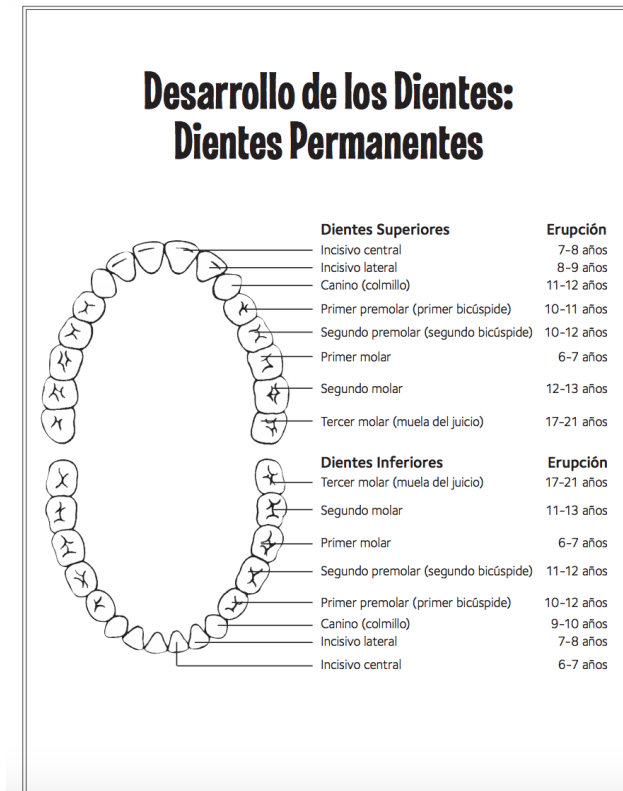 Desarrollo de los Dientes:
Dientes Permanentes
Dientes Superiores Erupción
Incisivo central 7-8 años
Incisivo lateral 8-9 años
Canino (colmillo) 11-12 años
Primer premolar (primer bicúspide) 10-11 años
Segundo premolar (segundo bicúspide) 10-12 años
Primer molar 6-7 años
Segundo molar 12-13 años
Tercer molar (muela del juicio) 17-21 años
Dientes Inferiores Erupción
Tercer molar (muela del juicio) 17-21 años
Segundo molar 11-13 años
Primer molar 6-7 años
Segundo premolar (segundo bicúspide) 11-12 años
Primer premolar (primer bicúspide) 10-12 años
Canino (colmillo) 9-10 años
Incisivo lateral 7-8 años
Incisivo central 6-7 años